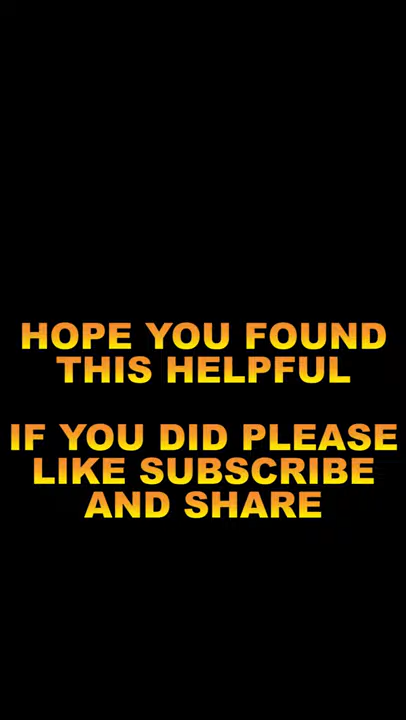 HOPE YOU FOUND
THIS HELPFUL
IF YOU DID PLEASE
LIKE SUBSCRIBE
AND SHARE